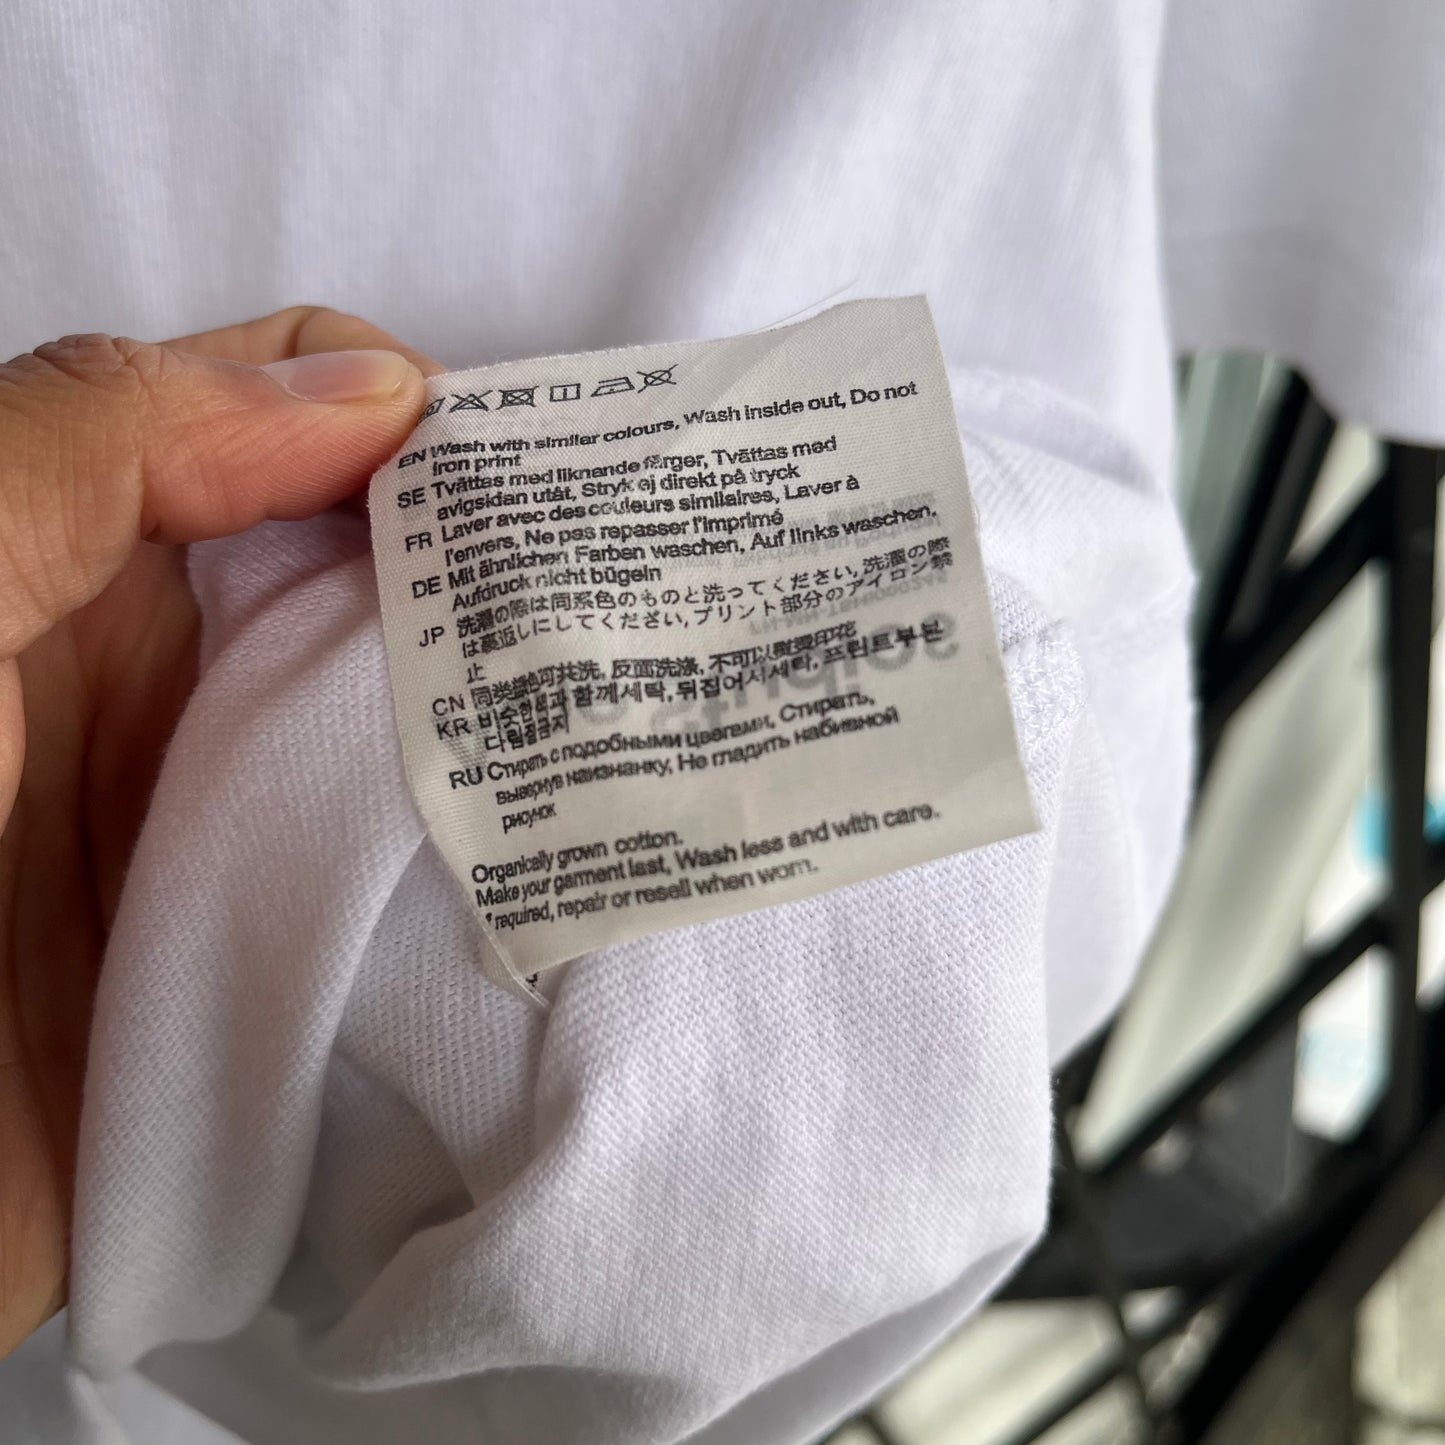 EN Wash with similar colours, Wash inside out, Do not
iron print
SE Tvättas med liknande färger, Tvättas med
avigsidan utåt, Stryk ej direkt på tryck
FR Laver avec des couleurs similaires, Laver à
l'envers, Ne pas repasser l'imprimé
DE Mit ähnlichen Farben waschen, Auf links waschen,
Aufdruck nicht bügeln
JP 洗濯の際は同系色のものと洗ってください, 洗濯の際
は裏返しにしてください, プリント部分のアイロン禁
止
CN 同类颜色可共洗, 反面洗涤, 不可以熨烫印花
KR 비슷한 색과 함께 세탁, 뒤집어서 세탁, 프린트 부분
다림질금지
RU Стирать с подобными цветами, Стирать,
вывернув наизнанку, Не гладить набивной
рисунок
Organically grown cotton.
Make your garment last, Wash less and with care.
If required, repair or resell when worn.